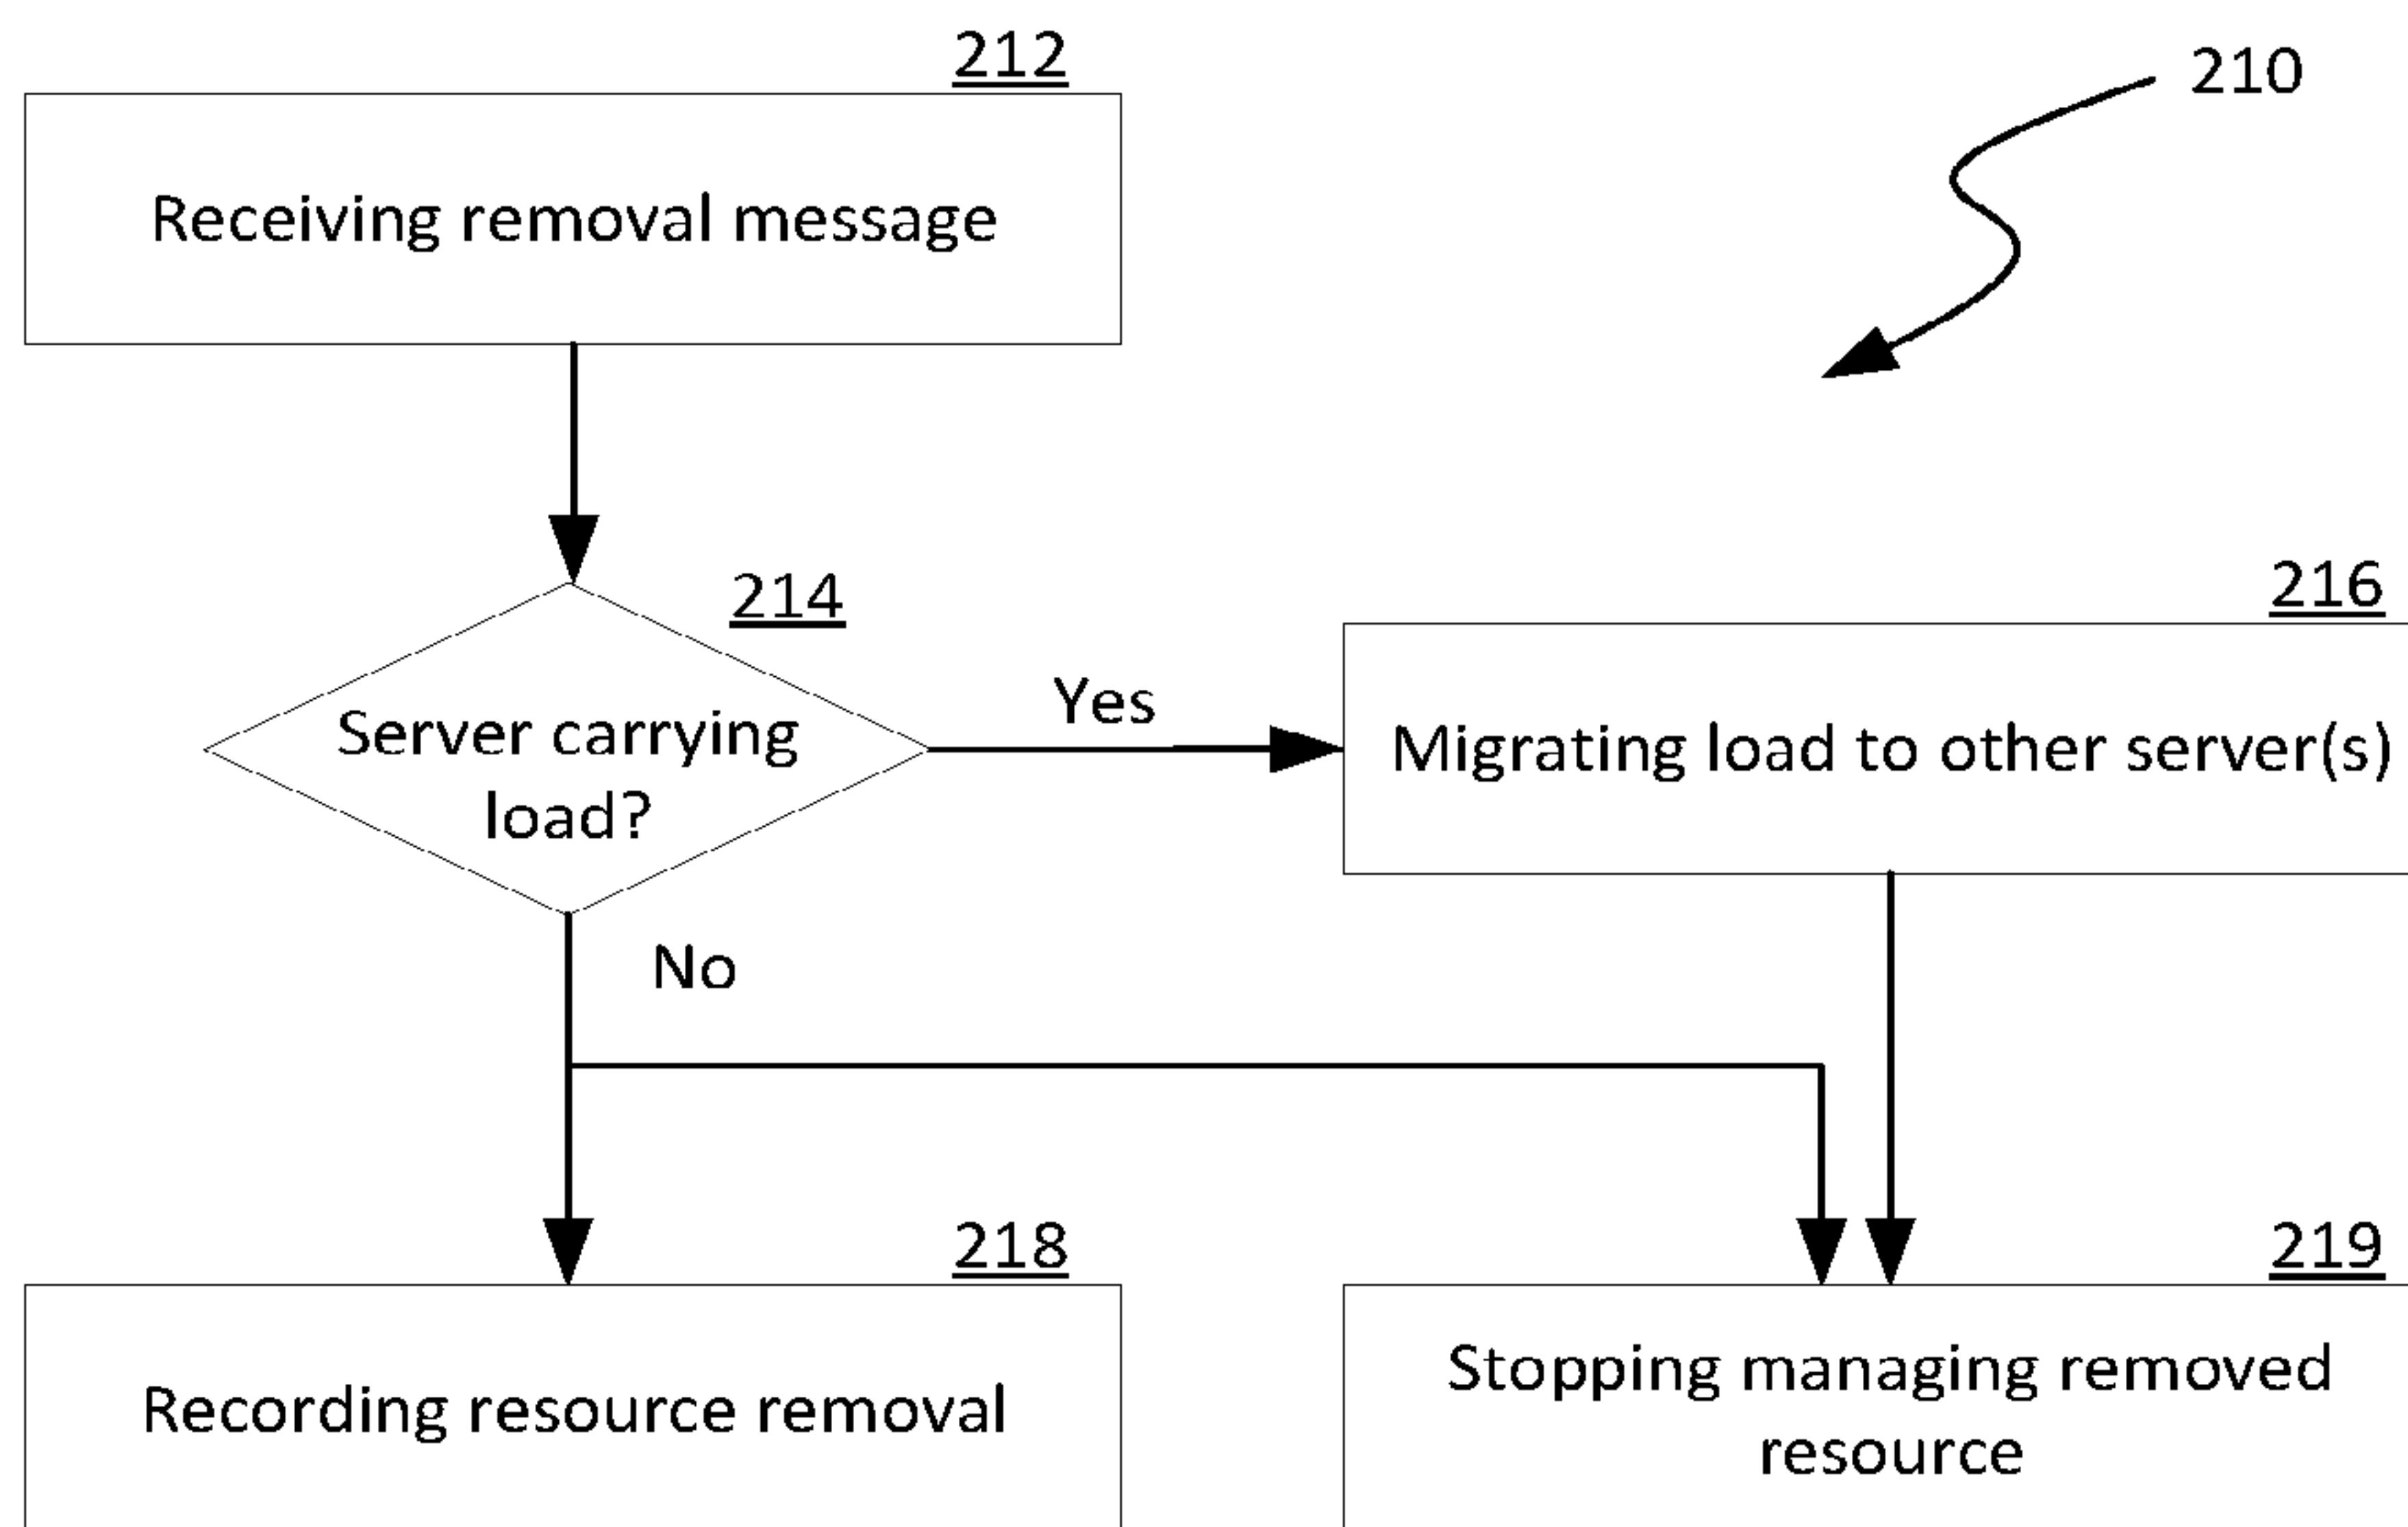 212
210
Receiving removal message
214
216
Server carrying
load?
Yes
Migrating load to other server(s)
No
218
219
Recording resource removal
Stopping managing removed
resource